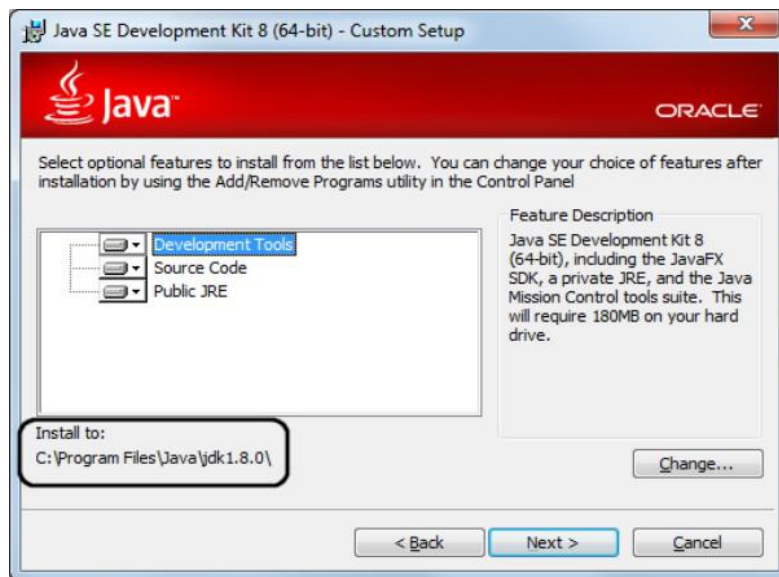 Java SE Development Kit 8 (64-bit) - Custom Setup
Java™
ORACLE
Select optional features to install from the list below. You can change your choice of features after
installation by using the Add/Remove Programs utility in the Control Panel
Development Tools
Source Code
Public JRE
Feature Description
Java SE Development Kit 8
(64-bit), including the JavaFX
SDK, a private JRE, and the Java
Mission Control tools suite. This
will require 180MB on your hard
drive.
Install to:
C:\Program Files\Java\jdk1.8.0\
Change...
< Back
Next >
Cancel